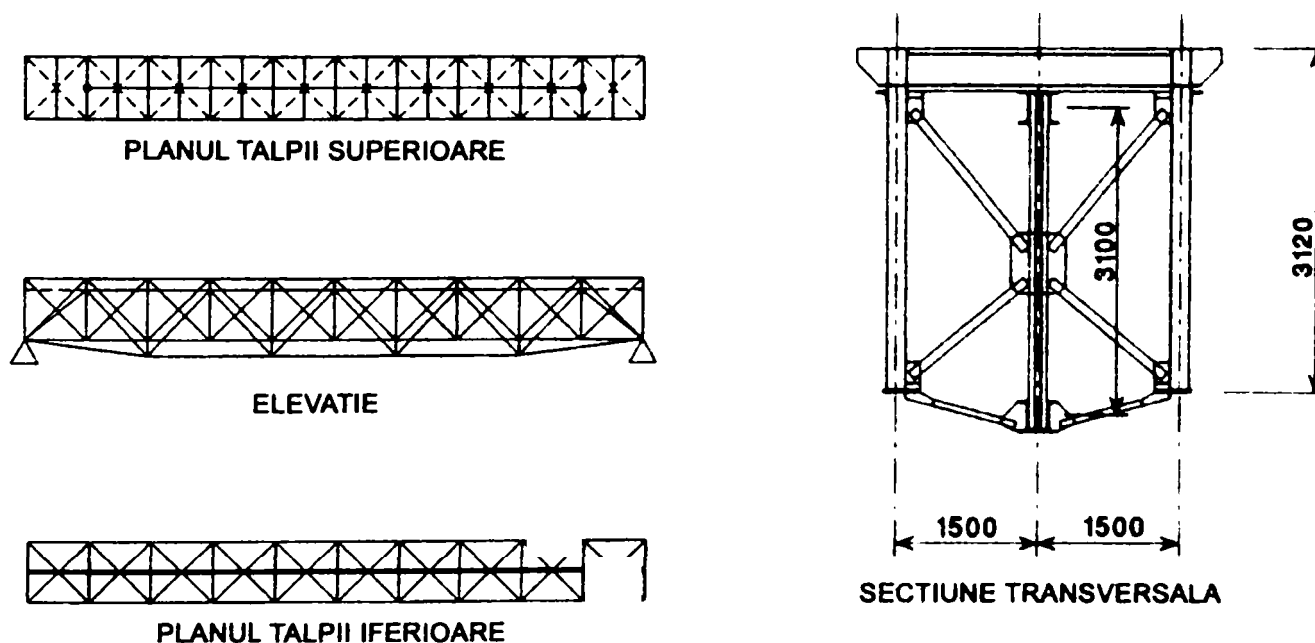 PLANUL TALPII SUPERIOARE
ELEVATIE
PLANUL TALPII IFERIOARE
3100
3120
1500
1500
SECTIUNE TRANSVERSALA